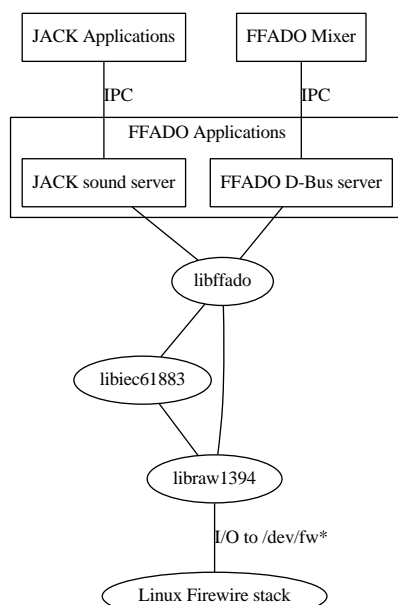 JACK Applications
FFADO Mixer
IPC
IPC
FFADO Applications
JACK sound server
FFADO D-Bus server
libffado
libiec61883
libraw1394
I/O to /dev/fw*
Linux Firewire stack